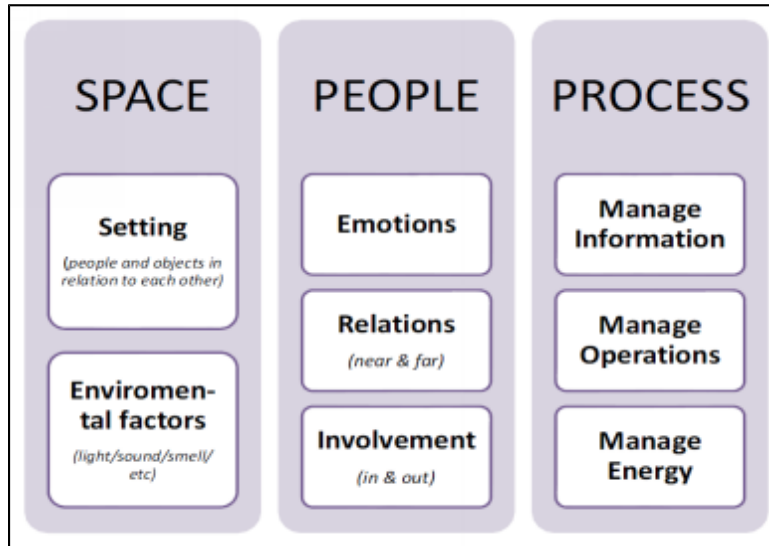 SPACE
Setting
(people and objects in
relation to each other)
Enviromen-
tal factors
(light/sound/smell/
etc)
PEOPLE
Emotions
Relations
(near & far)
Involvement
(in & out)
PROCESS
Manage
Information
Manage
Operations
Manage
Energy